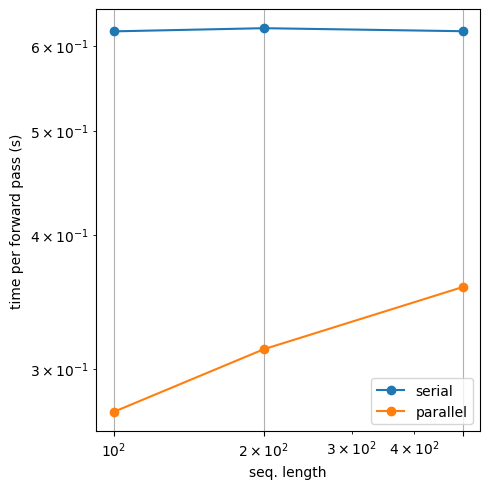 time per forward pass (s)
6 × 10⁻¹
5 × 10⁻¹
4 × 10⁻¹
3 × 10⁻¹
serial
parallel
10² 2 × 10² 3 × 10² 4 × 10²
seq. length